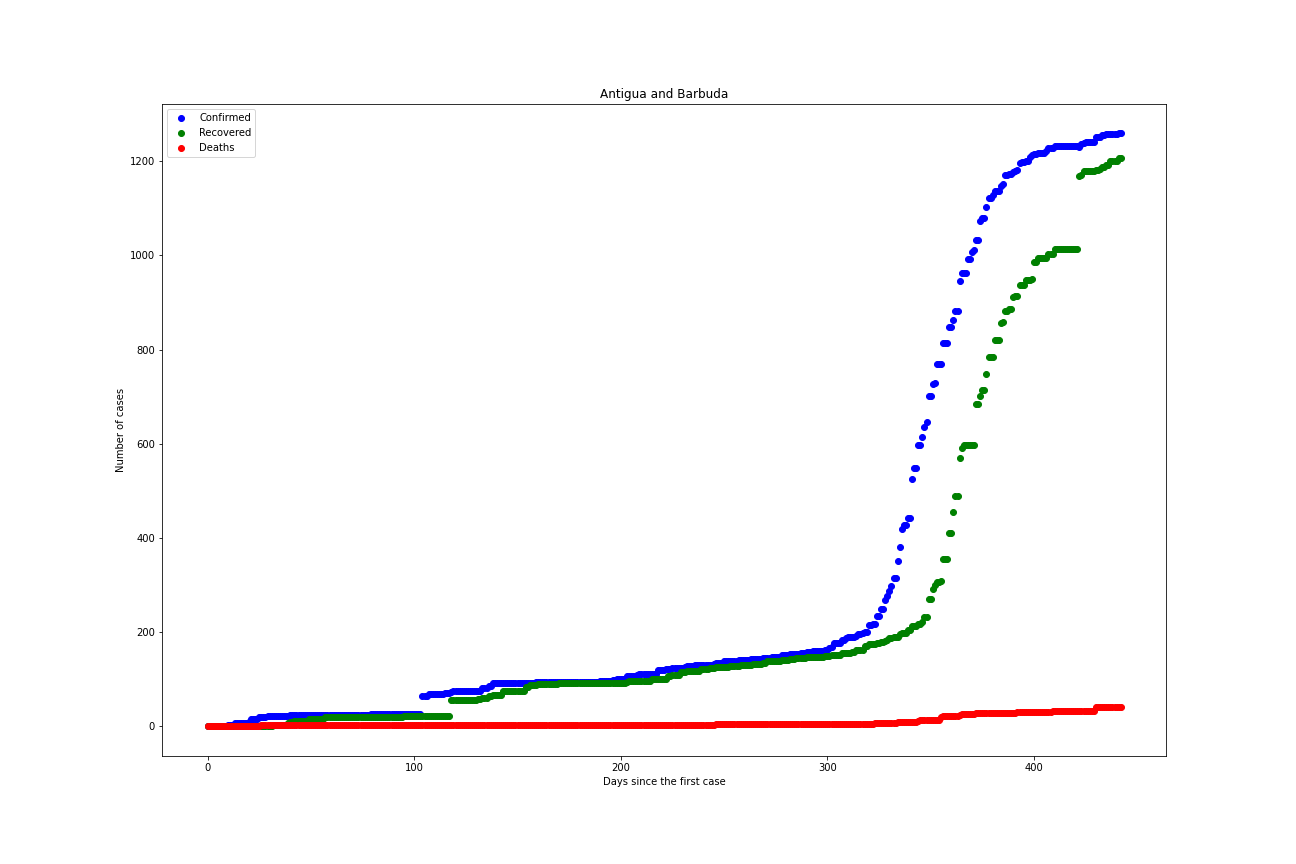 Antigua and Barbuda
Confirmed
Recovered
Deaths
1200
1000
800
600
400
200
0
Number of cases
0 100 200 300 400
Days since the first case